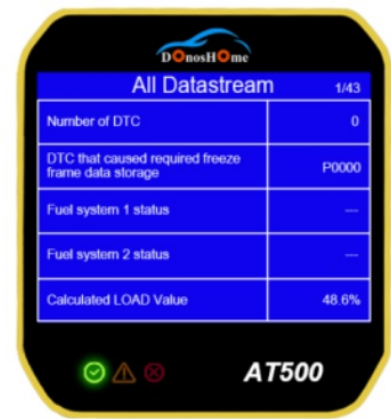 DOnosHOme
All Datastream 1/43
Number of DTC 0
DTC that caused required freeze
frame data storage P0000
Fuel system 1 status ---
Fuel system 2 status ---
Calculated LOAD Value 48.6%
AT500